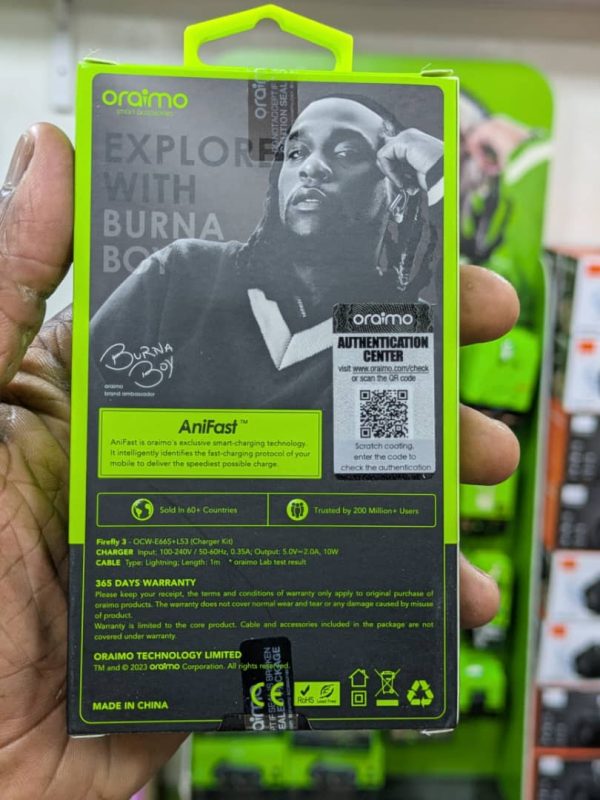 oraimo
smart accessories
EXPLORE
WITH
BURNA
BOY
oraimo
AUTHENTICATION
CENTER
visit www.oraimo.com/check
or scan the QR code
Scratch coating,
enter the code to
check the authentication
BURNA
BOY
oraimo
brand ambassador
AniFast™
AniFast is oraimo's exclusive smart-charging technology.
It intelligently identifies the fast-charging protocol of your
mobile to deliver the speediest possible charge.
Sold In 60+ Countries
Trusted by 200 Million+ Users
Firefly 3 - OCW-E66S+L53 (Charger Kit)
CHARGER Input: 100-240V / 50-60Hz, 0.35A; Output: 5.0V⎓2.0A, 10W
CABLE Type: Lightning; Length: 1m * oraimo Lab test result
365 DAYS WARRANTY
Please keep your receipt, the terms and conditions of warranty only apply to original purchase of
oraimo products. The warranty does not cover normal wear and tear or any damage caused by misuse
of product.
Warranty is limited to the core product. Cable and accessories included in the package are not
covered under warranty.
ORAIMO TECHNOLOGY LIMITED
TM and © 2023 oraimo Corporation. All rights reserved.
MADE IN CHINA
CE
RoHS
Lead Free